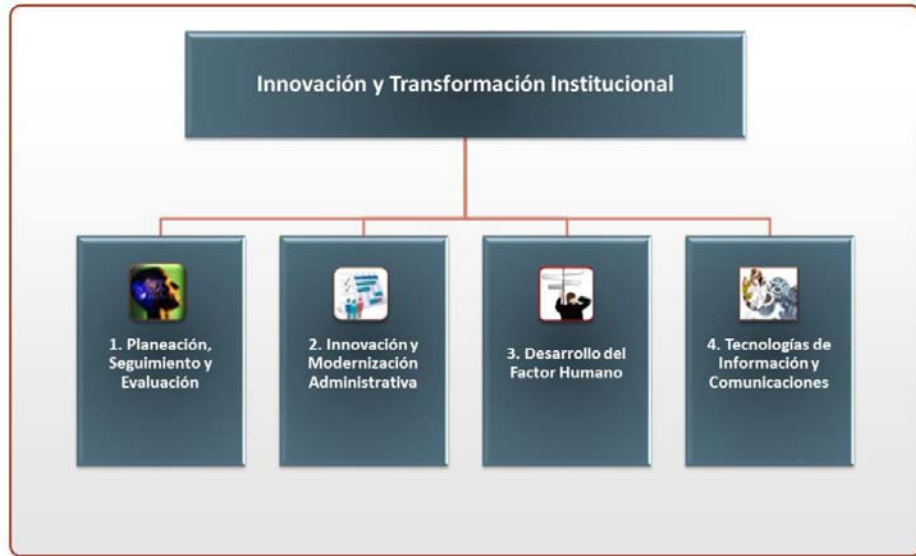 Innovación y Transformación Institucional
1. Planeación,
Seguimiento y
Evaluación
2. Innovación y
Modernización
Administrativa
3. Desarrollo del
Factor Humano
4. Tecnologías de
Información y
Comunicaciones